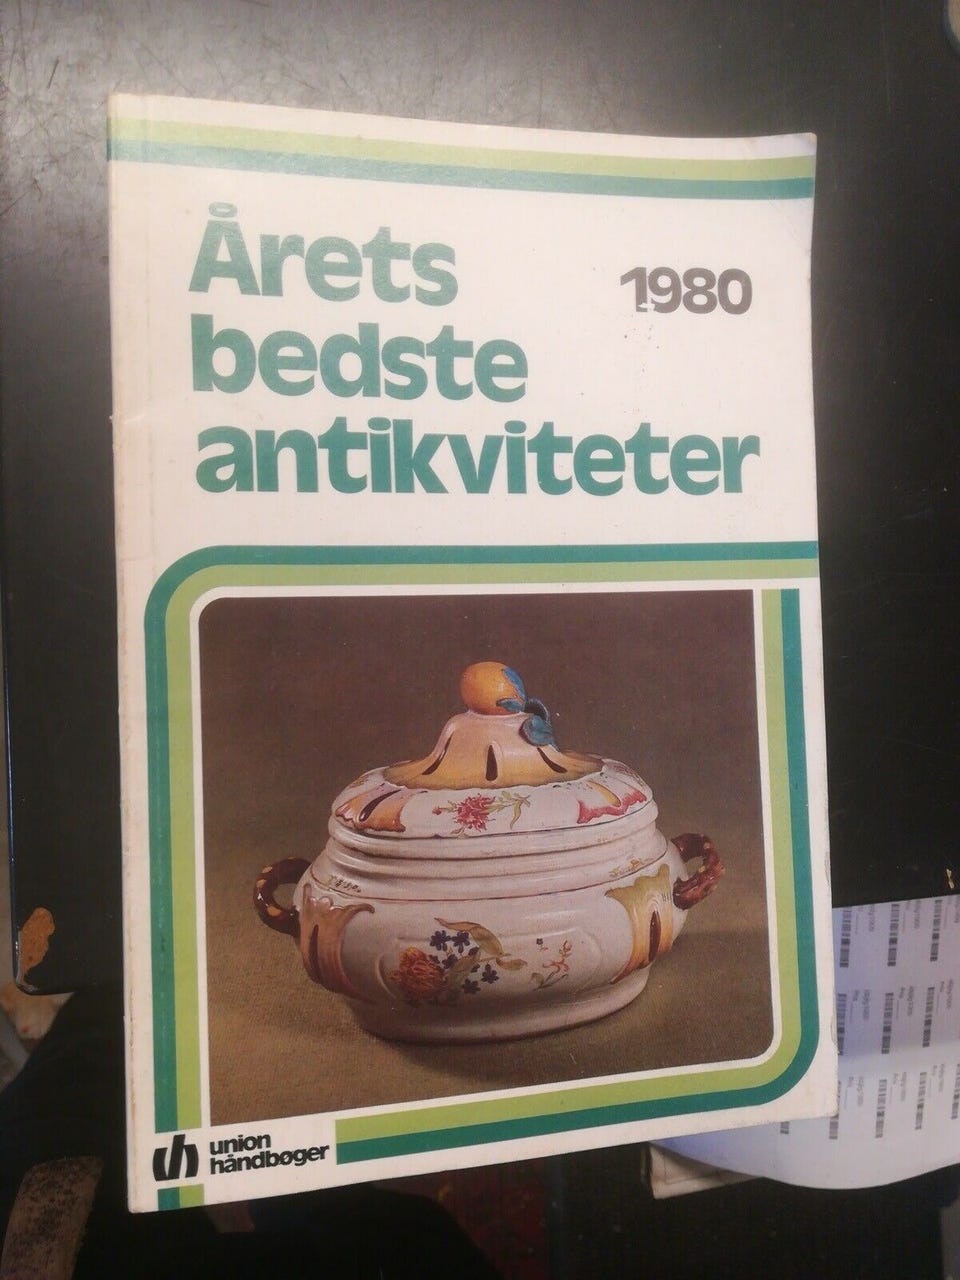 Årets
1980
bedste
antikviteter
union
håndbøger